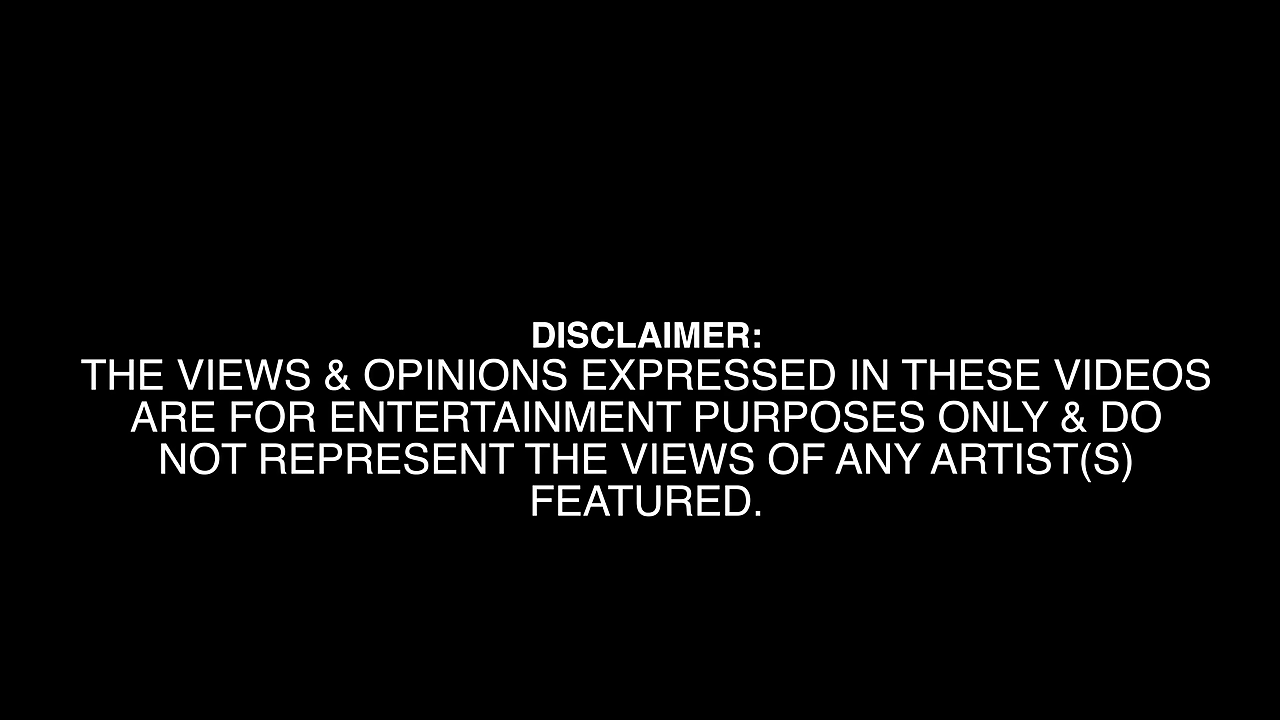 DISCLAIMER:
THE VIEWS & OPINIONS EXPRESSED IN THESE VIDEOS
ARE FOR ENTERTAINMENT PURPOSES ONLY & DO
NOT REPRESENT THE VIEWS OF ANY ARTIST(S)
FEATURED.